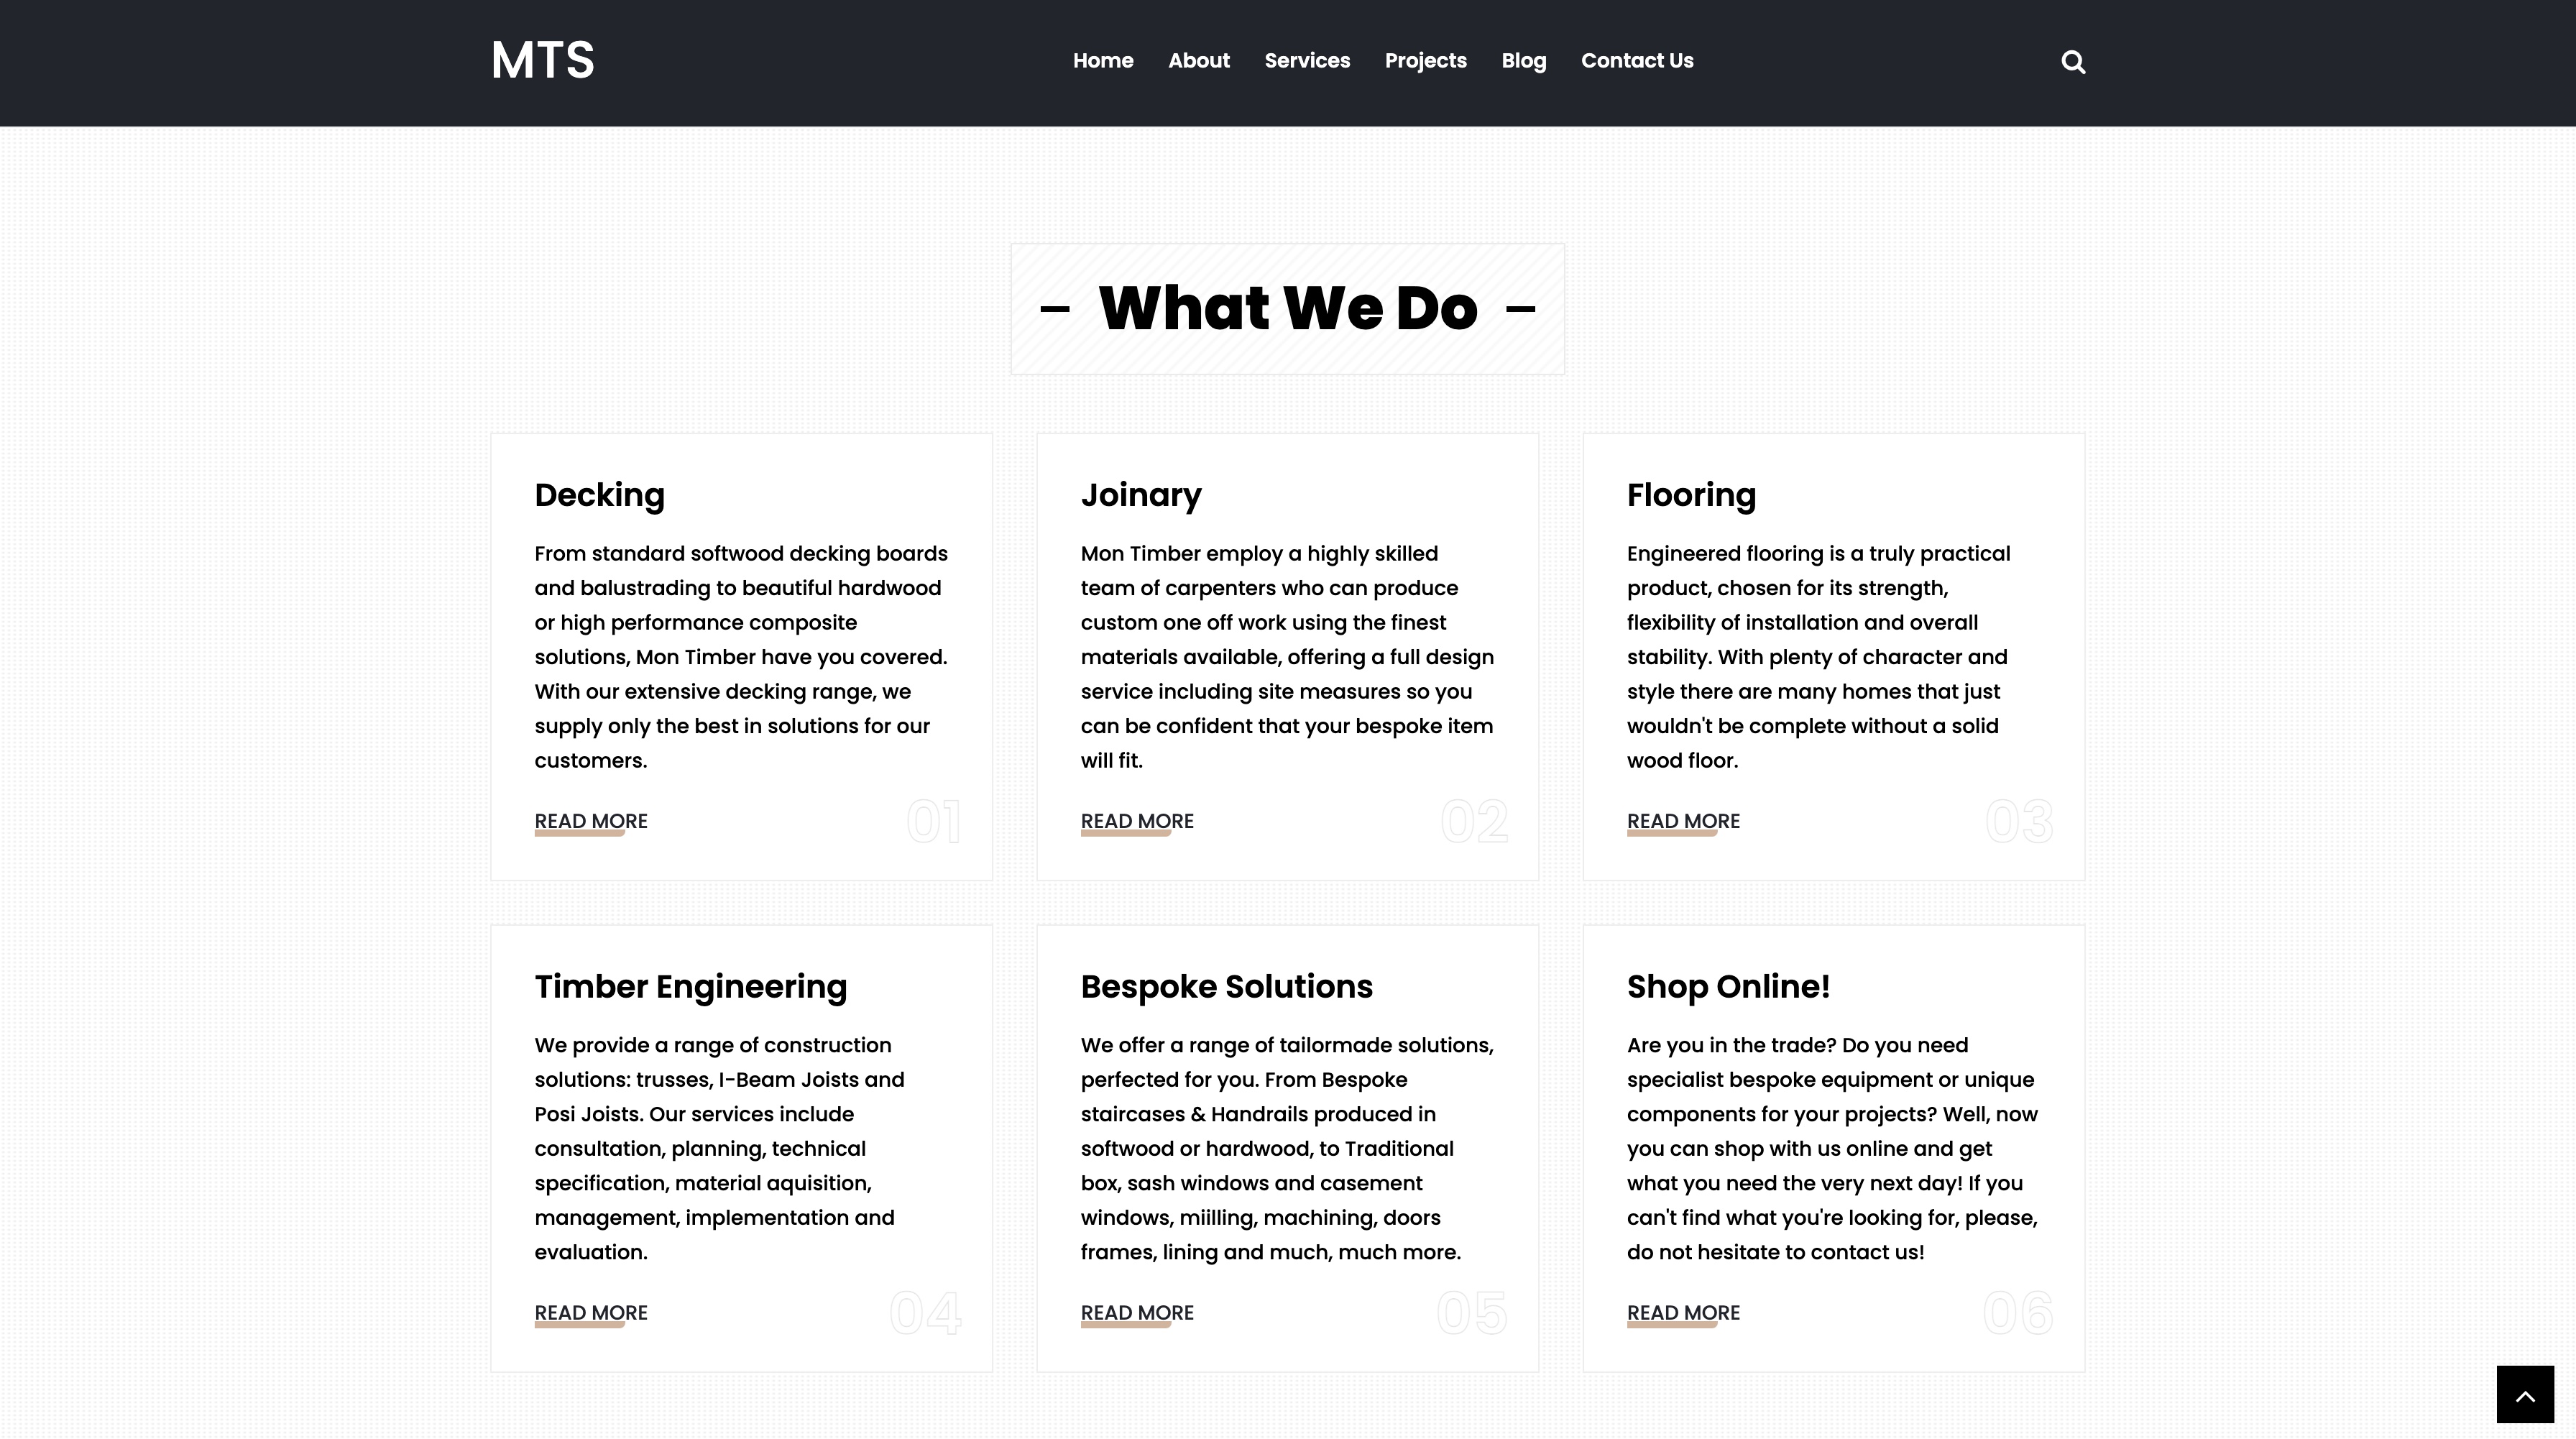 MTS
Home About Services Projects Blog Contact Us
– What We Do –
Decking
From standard softwood decking boards
and balustrading to beautiful hardwood
or high performance composite
solutions, Mon Timber have you covered.
With our extensive decking range, we
supply only the best in solutions for our
customers.
READ MORE 01
Joinary
Mon Timber employ a highly skilled
team of carpenters who can produce
custom one off work using the finest
materials available, offering a full design
service including site measures so you
can be confident that your bespoke item
will fit.
READ MORE 02
Flooring
Engineered flooring is a truly practical
product, chosen for its strength,
flexibility of installation and overall
stability. With plenty of character and
style there are many homes that just
wouldn't be complete without a solid
wood floor.
READ MORE 03
Timber Engineering
We provide a range of construction
solutions: trusses, I-Beam Joists and
Posi Joists. Our services include
consultation, planning, technical
specification, material aquisition,
management, implementation and
evaluation.
READ MORE 04
Bespoke Solutions
We offer a range of tailormade solutions,
perfected for you. From Bespoke
staircases & Handrails produced in
softwood or hardwood, to Traditional
box, sash windows and casement
windows, miilling, machining, doors
frames, lining and much, much more.
READ MORE 05
Shop Online!
Are you in the trade? Do you need
specialist bespoke equipment or unique
components for your projects? Well, now
you can shop with us online and get
what you need the very next day! If you
can't find what you're looking for, please,
do not hesitate to contact us!
READ MORE 06